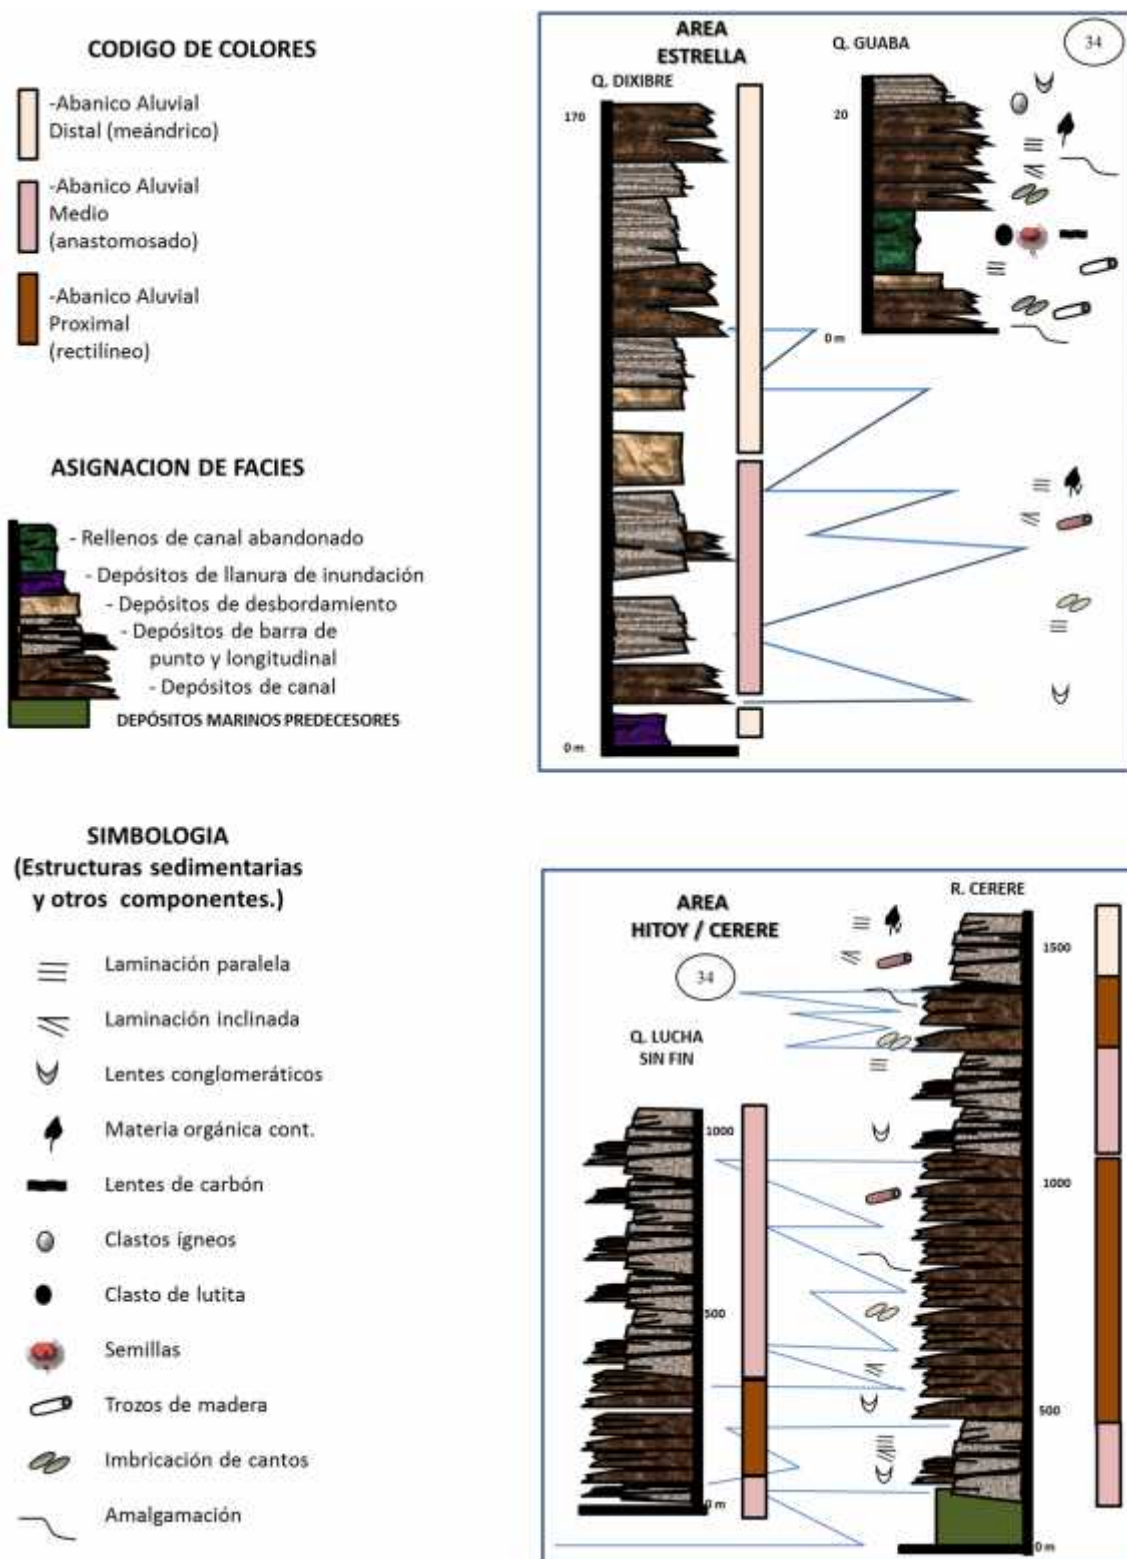 CODIGO DE COLORES
-Abanico Aluvial
Distal (meándrico)
-Abanico Aluvial
Medio
(anastomosado)
-Abanico Aluvial
Proximal
(rectilíneo)
ASIGNACION DE FACIES
- Rellenos de canal abandonado
- Depósitos de llanura de inundación
- Depósitos de desbordamiento
- Depósitos de barra de
punto y longitudinal
- Depósitos de canal
DEPÓSITOS MARINOS PREDECESORES
SIMBOLOGIA
(Estructuras sedimentarias
y otros componentes.)
Laminación paralela
Laminación inclinada
Lentes conglomeráticos
Materia orgánica cont.
Lentes de carbón
Clastos ígneos
Clasto de lutita
Semillas
Trozos de madera
Imbricación de cantos
Amalgamación
AREA
ESTRELLA
Q. DIXIBRE
170
0 m
Q. GUABA
34
20
0 m
AREA
HITOY / CERERE
34
Q. LUCHA
SIN FIN
1000
500
0 m
R. CERERE
1500
1000
500
0 m